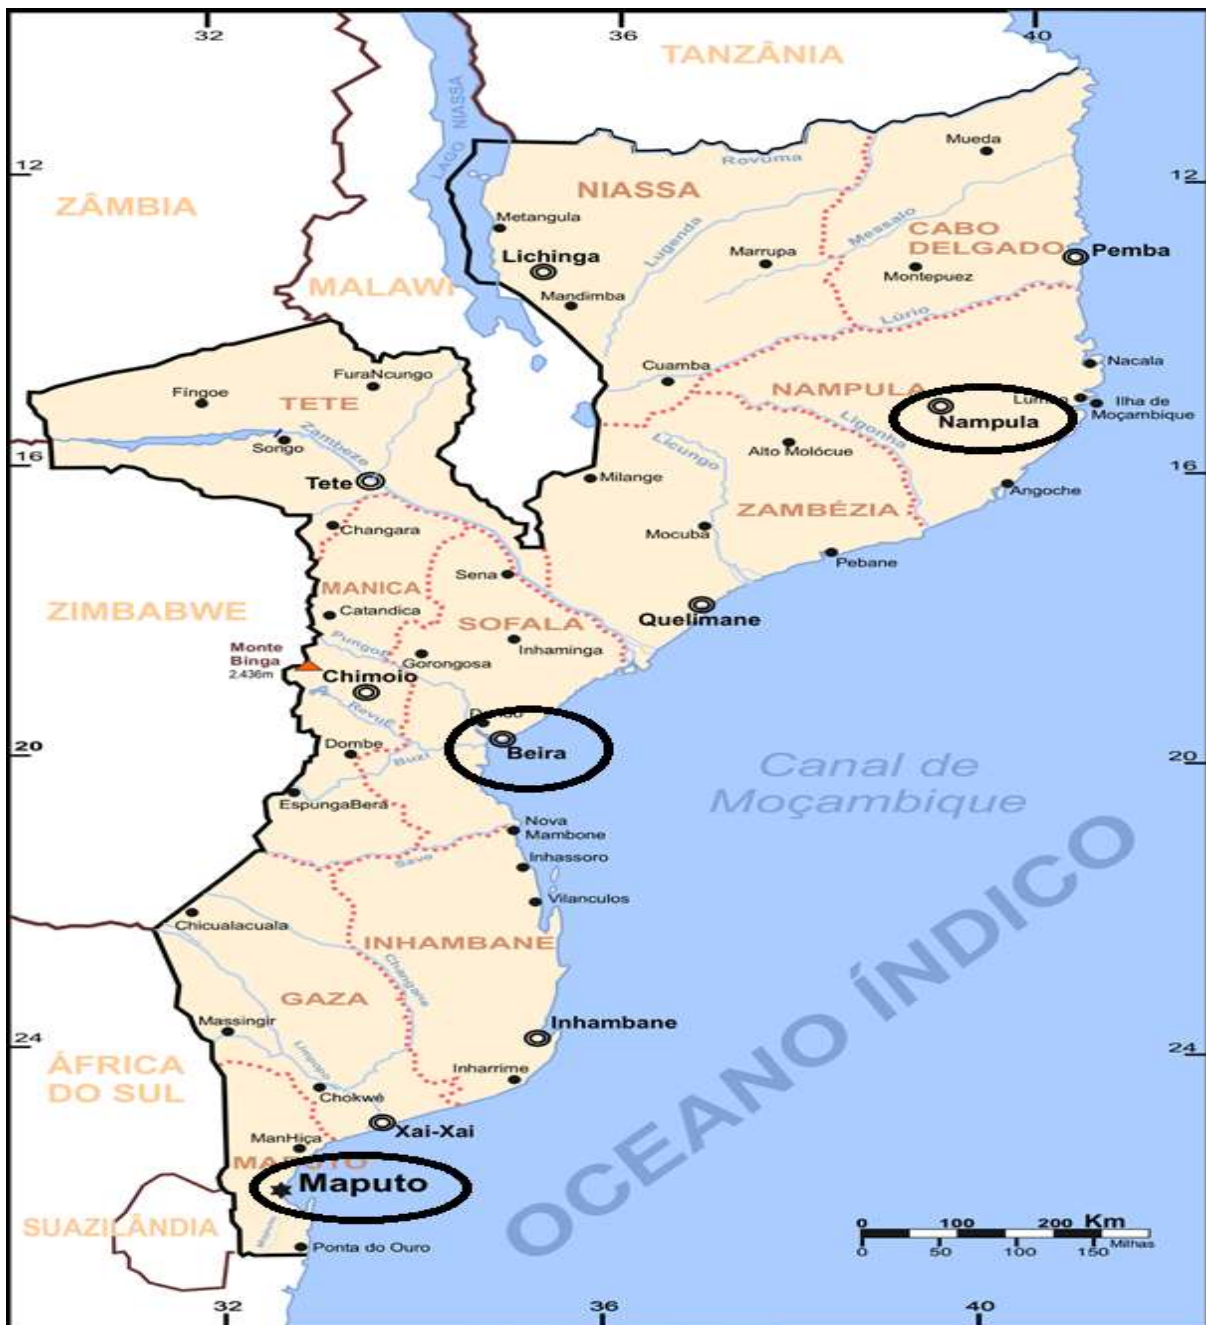 32
36
40
TANZÂNIA
LAGO NIASSA
Mueda
Rovuma
12
12
NIASSA
ZÂMBIA
Metangula
Lugenda
Messalo
CABO
DELGADO
Lichinga
Marrupa
Montepuez
Pemba
MALAWI
Mandimba
Lúrio
Cuamba
Nacala
FuraNcungo
Fingoe
TETE
NAMPULA
Ilha de
Moçambique
Nampula
Zambeze
Songo
Licungo
Ligonha
Alto Molócue
16
16
Tete
Milange
Angoche
ZAMBÉZIA
Changara
Mocuba
Pebane
Sena
MANICA
ZIMBABWE
Catandica
Quelimane
SOFALA
Inhaminga
Monte
Binga
2.436m
Gorongosa
Chimoio
Beira
Dombe
Buzi
20
20
Canal de
Moçambique
EspungaBera
Nova
Mambone
Save
Inhassoro
Vilanculos
Chicualacuala
INHAMBANE
Changane
GAZA
OCEANO ÍNDICO
Massingir
Inhambane
24
24
ÁFRICA
DO SUL
Limpopo
Inharrime
Chokwé
Xai-Xai
ManHiça
MAPUTO
Maputo
SUAZILÂNDIA
Ponta do Ouro
0 100 200 Km
0 50 100 150 Milhas
32
36
40